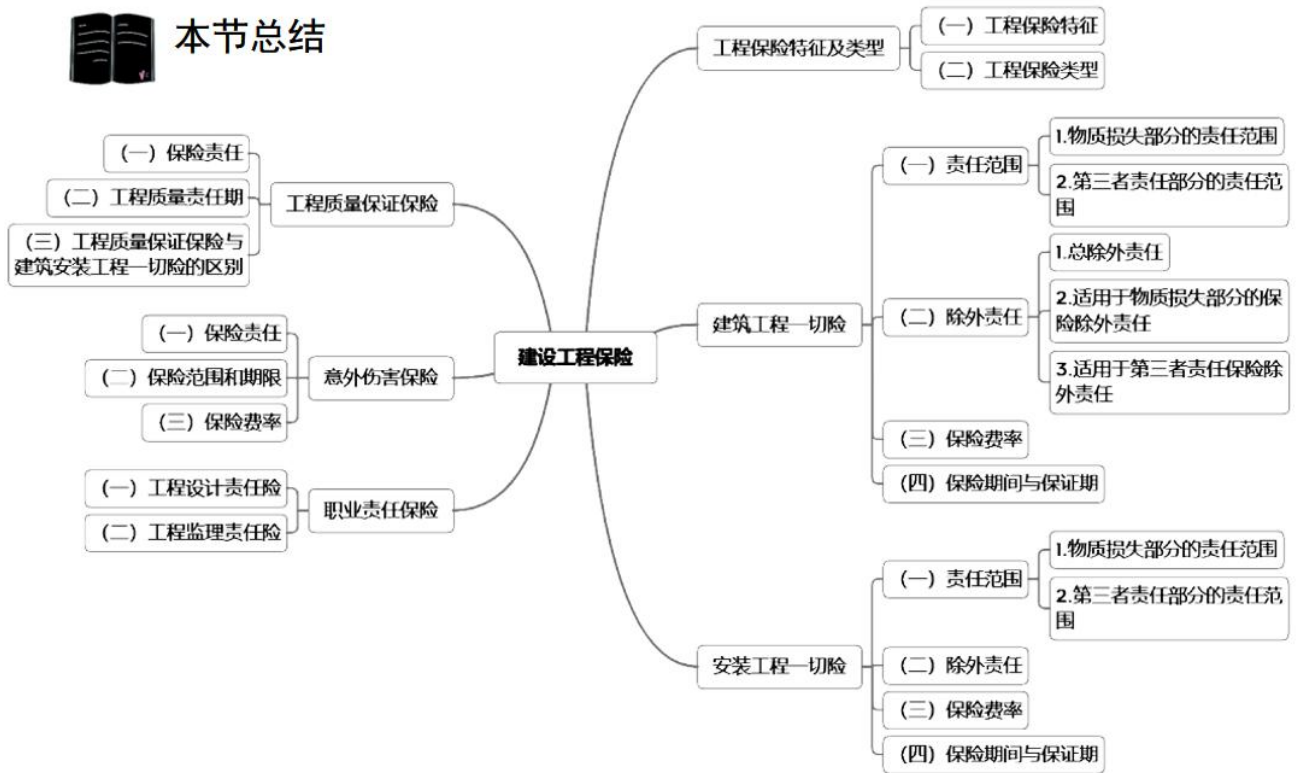 本节总结
建设工程保险
工程保险特征及类型
（一）工程保险特征
（二）工程保险类型
建筑工程一切险
（一）责任范围
1.物质损失部分的责任范围
2.第三者责任部分的责任范
围
（二）除外责任
1.总除外责任
2.适用于物质损失部分的保
险除外责任
3.适用于第三者责任保险除
外责任
（三）保险费率
（四）保险期间与保证期
安装工程一切险
（一）责任范围
1.物质损失部分的责任范围
2.第三者责任部分的责任范
围
（二）除外责任
（三）保险费率
（四）保险期间与保证期
工程质量保证保险
（一）保险责任
（二）工程质量责任期
（三）工程质量保证保险与
建筑安装工程一切险的区别
意外伤害保险
（一）保险责任
（二）保险范围和期限
（三）保险费率
职业责任保险
（一）工程设计责任险
（二）工程监理责任险